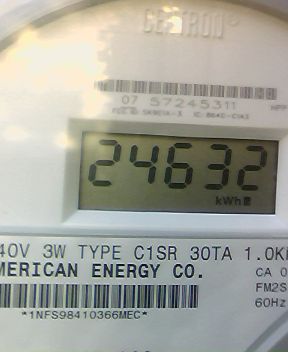 CENTRON®
07 57245311
24632
kWh
40V 3W TYPE C1SR 30TA 1.0K
MERICAN ENERGY CO.
CA 0
FM2S
60Hz
*1NFS98410366MEC*